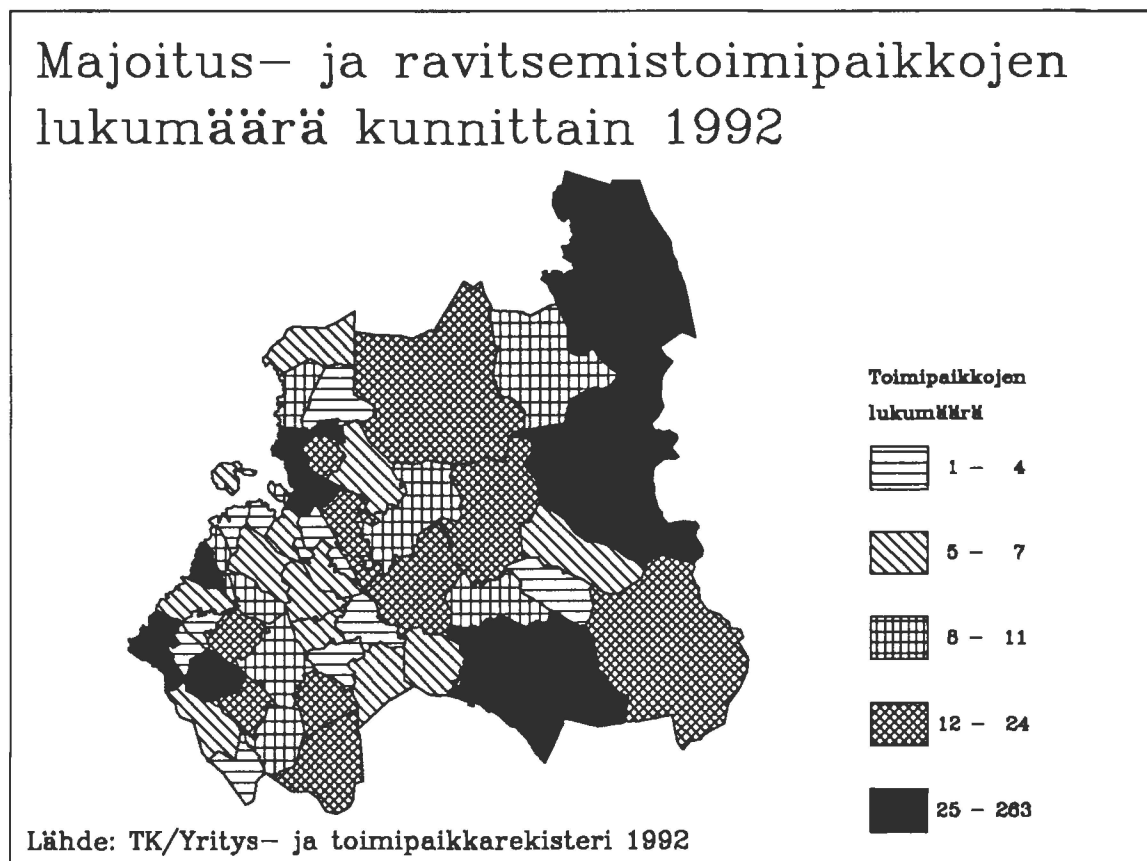 Majoitus- ja ravitsemistoimipaikkojen
lukumäärä kunnittain 1992
Toimipaikkojen
lukumäärä
1 - 4
5 - 7
8 - 11
12 - 24
25 - 263
Lähde: TK/Yritys- ja toimipaikkarekisteri 1992